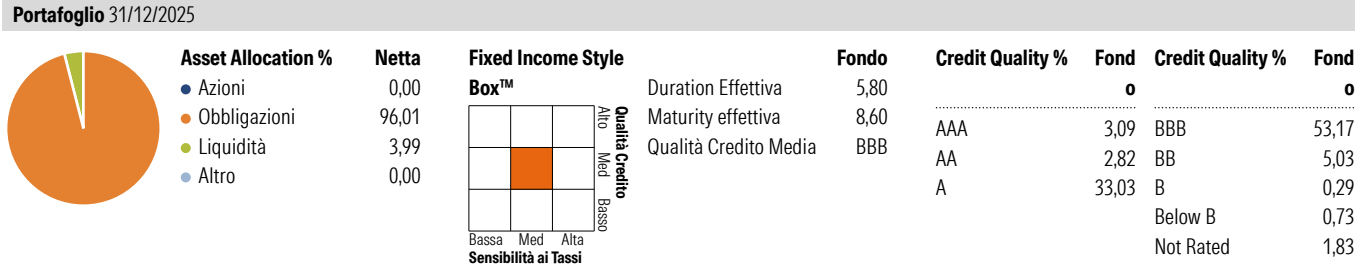 Portafoglio 31/12/2025
Asset Allocation % Netta
Azioni 0,00
Obbligazioni 96,01
Liquidità 3,99
Altro 0,00
Fixed Income Style Box™
Alto Med Basso
Qualità Credito
Bassa Med Alta
Sensibilità ai Tassi
Fondo
Duration Effettiva 5,80
Maturity effettiva 8,60
Qualità Credito Media BBB
Credit Quality % Fondo
AAA 3,09
AA 2,82
A 33,03
Credit Quality % Fondo
BBB 53,17
BB 5,03
B 0,29
Below B 0,73
Not Rated 1,83